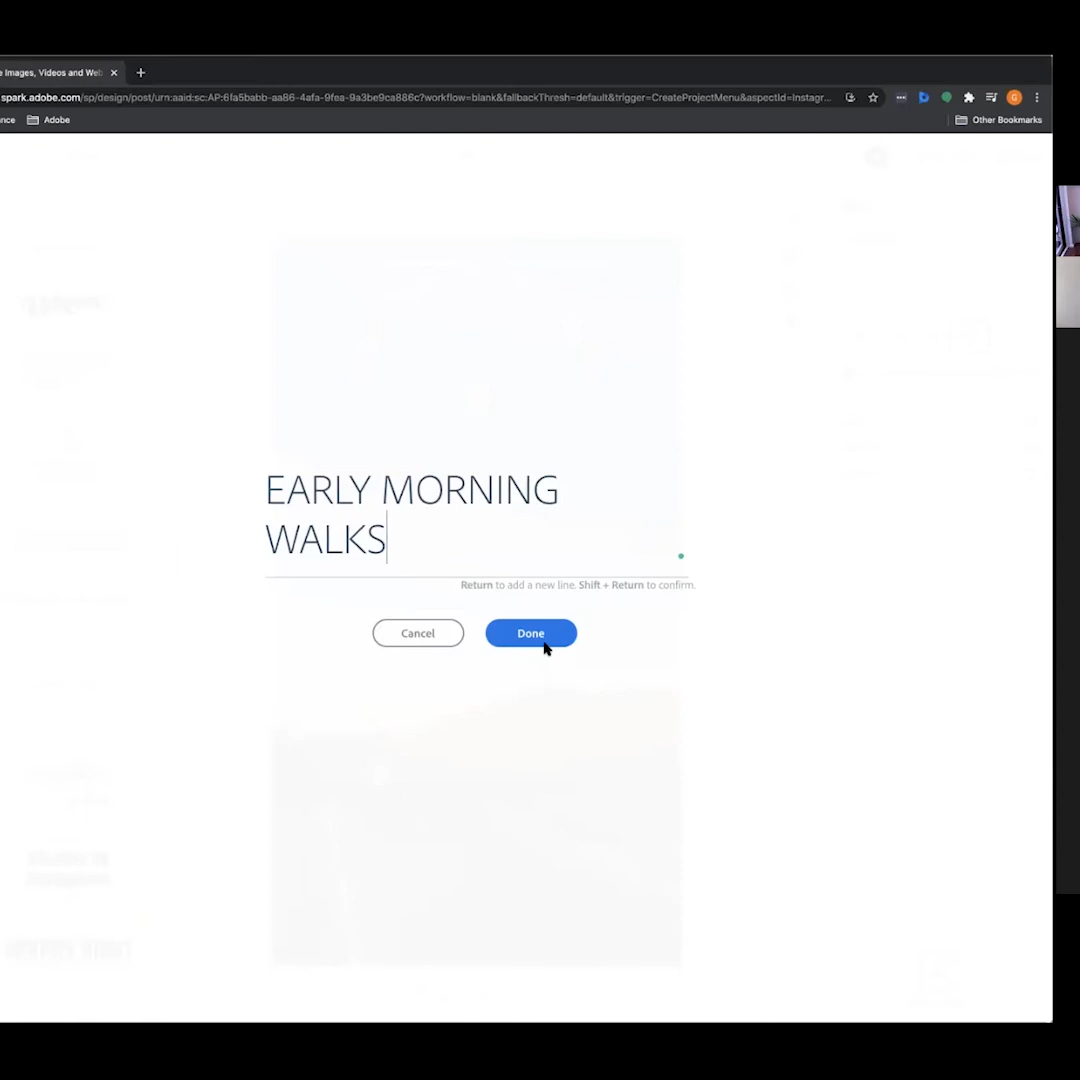 e Images, Videos and Web
spark.adobe.com/sp/design/post/urn:aaid:sc:AP:6fa5babb-aa86-4afa-9fea-9a3be9ca886c?workflow=blank&fallbackThresh=default&trigger=CreateProjectMenu&aspectId=Instagr...
G
nce
Adobe
Other Bookmarks
EARLY MORNING
WALKS
Return to add a new line. Shift + Return to confirm.
Cancel
Done